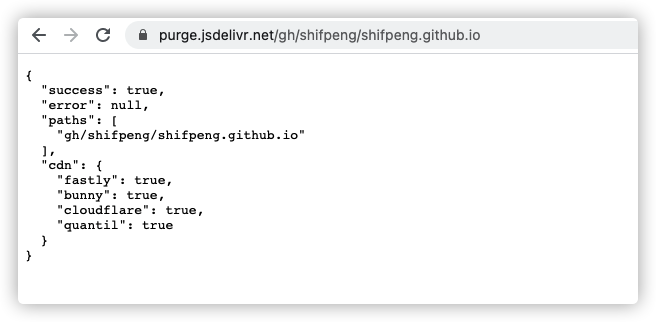 purge.jsdelivr.net/gh/shifpeng/shifpeng.github.io
{
  "success": true,
  "error": null,
  "paths": [
    "gh/shifpeng/shifpeng.github.io"
  ],
  "cdn": {
    "fastly": true,
    "bunny": true,
    "cloudflare": true,
    "quantil": true
  }
}